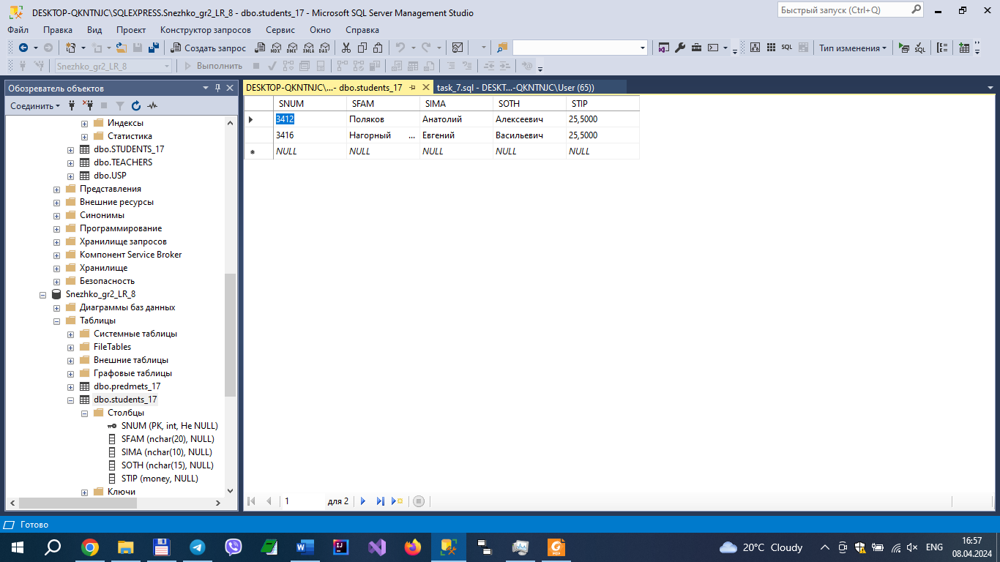 DESKTOP-QKNTNJC\SQLEXPRESS.Snezhko_gr2_LR_8 - dbo.students_17 - Microsoft SQL Server Management Studio
Быстрый запуск (Ctrl+Q)
Файл Правка Вид Проект Конструктор запросов Сервис Окно Справка
Создать запрос MDX DMX XMLA DAX SQL Тип изменения SQL
Snezhko_gr2_LR_8 Выполнить
Обозреватель объектов
DESKTOP-QKNTNJC\...- dbo.students_17
task_7.sql - DESKT...-QKNTNJC\User (65))
Соединить
Индексы
Статистика
dbo.STUDENTS_17
dbo.TEACHERS
dbo.USP
Представления
Внешние ресурсы
Синонимы
Программирование
Хранилище запросов
Компонент Service Broker
Хранилище
Безопасность
Snezhko_gr2_LR_8
Диаграммы баз данных
Таблицы
Системные таблицы
FileTables
Внешние таблицы
Графовые таблицы
dbo.predmets_17
dbo.students_17
Столбцы
SNUM (PK, int, Не NULL)
SFAM (nchar(20), NULL)
SIMA (nchar(10), NULL)
SOTH (nchar(15), NULL)
STIP (money, NULL)
Ключи
SNUM SFAM SIMA SOTH STIP
3412 Поляков Анатолий Алексеевич 25,5000
3416 Нагорный ... Евгений Васильевич 25,5000
NULL NULL NULL NULL NULL
1 для 2
Готово
20°C Cloudy ENG
16:57
08.04.2024